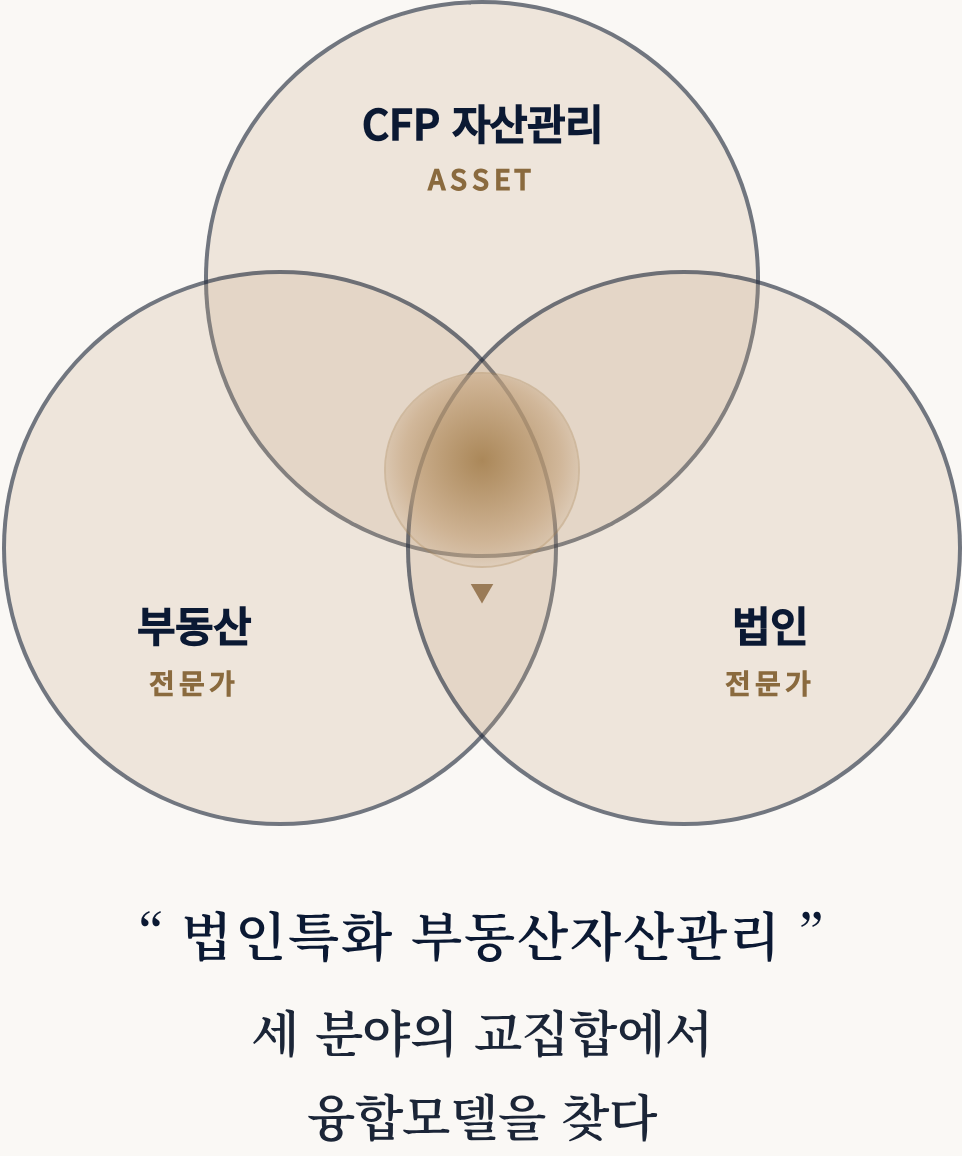 CFP 자산관리
ASSET
부동산
전문가
법인
전문가
“ 법인특화 부동산자산관리 ”
세 분야의 교집합에서
융합모델을 찾다